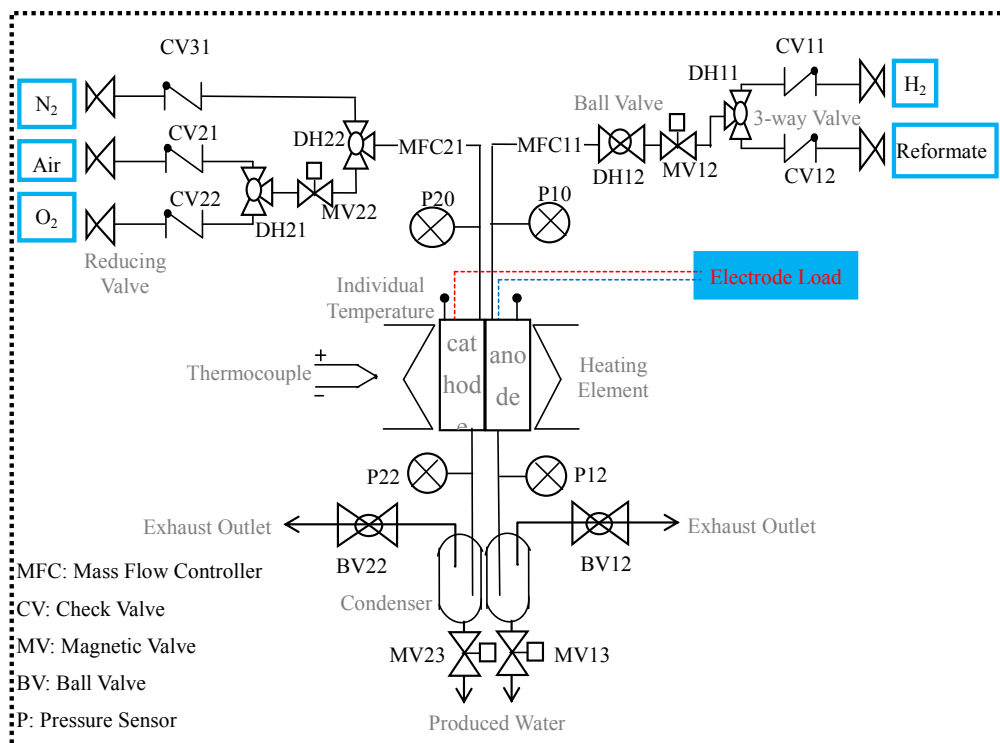 CV31
CV11
DH11
N₂
H₂
Ball Valve
CV21
DH22
3-way Valve
Air
MFC21
MFC11
Reformate
MV12
CV12
DH12
CV22
MV22
O₂
DH21
P20
P10
Reducing
Valve
Individual
Temperature
Electrode Load
cat
hod
e
ano
de
+
Thermocouple
−
Heating
Element
P22
P12
Exhaust Outlet
Exhaust Outlet
BV22
BV12
MFC: Mass Flow Controller
Condenser
CV: Check Valve
MV: Magnetic Valve
MV23
MV13
BV: Ball Valve
P: Pressure Sensor
Produced Water